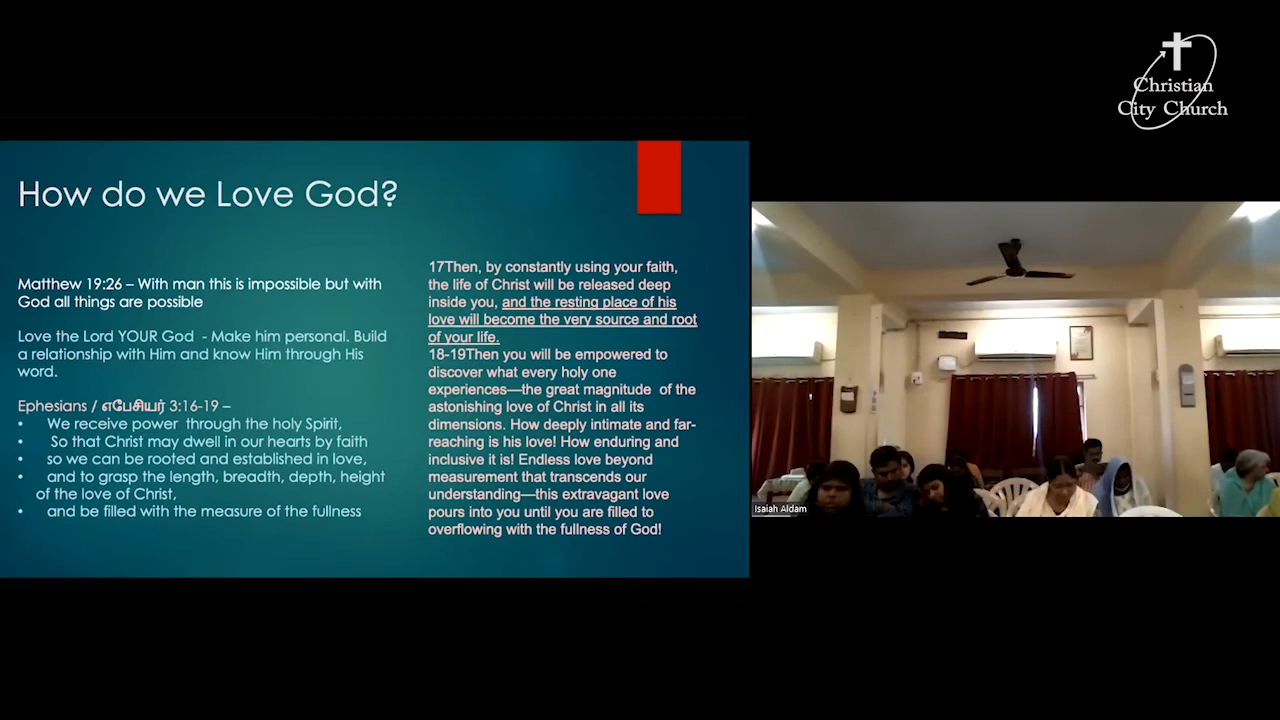 Christian
City Church
How do we Love God?
Matthew 19:26 – With man this is impossible but with
God all things are possible
Love the Lord YOUR God  - Make him personal. Build
a relationship with Him and know Him through His
word.
Ephesians / எபேசியர் 3:16-19 –
• We receive power  through the holy Spirit,
• So that Christ may dwell in our hearts by faith
• so we can be rooted and established in love,
• and to grasp the length, breadth, depth, height
of the love of Christ,
• and be filled with the measure of the fullness
17Then, by constantly using your faith,
the life of Christ will be released deep
inside you, and the resting place of his
love will become the very source and root
of your life.
18-19Then you will be empowered to
discover what every holy one
experiences—the great magnitude  of the
astonishing love of Christ in all its
dimensions. How deeply intimate and far-
reaching is his love! How enduring and
inclusive it is! Endless love beyond
measurement that transcends our
understanding—this extravagant love
pours into you until you are filled to
overflowing with the fullness of God!
Isaiah Aldam